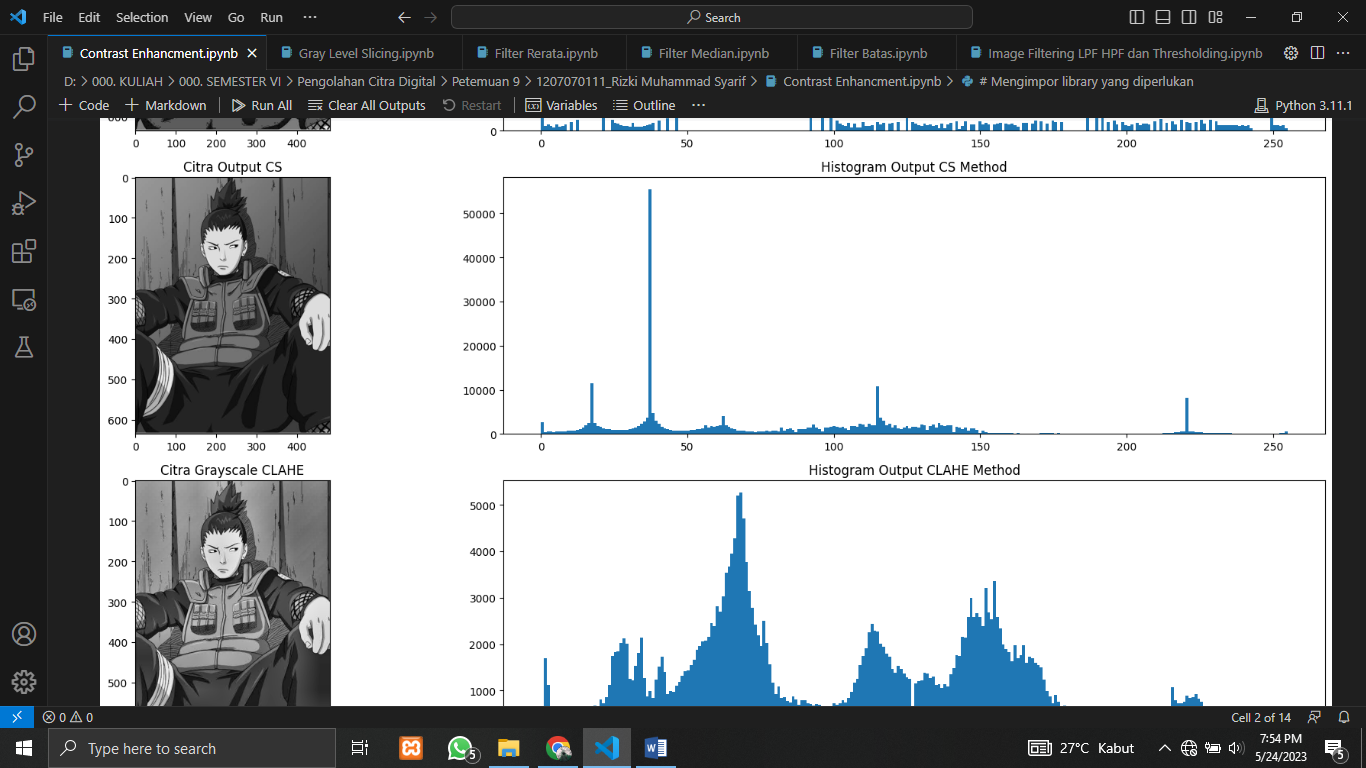 File Edit Selection View Go Run ··· Search
Contrast Enhancment.ipynb Gray Level Slicing.ipynb Filter Rerata.ipynb Filter Median.ipynb Filter Batas.ipynb Image Filtering LPF HPF dan Thresholding.ipynb
D: > 000. KULIAH > 000. SEMESTER VI > Pengolahan Citra Digital > Petemuan 9 > 1207070111_Rizki Muhammad Syarif > Contrast Enhancment.ipynb > # Mengimpor library yang diperlukan
+ Code + Markdown Run All Clear All Outputs Restart Variables Outline ··· Python 3.11.1
0
0 100 200 300 400
0 50 100 150 200 250
Citra Output CS
0
100
200
300
400
500
600
0 100 200 300 400
Histogram Output CS Method
50000
40000
30000
20000
10000
0
0 50 100 150 200 250
Citra Grayscale CLAHE
0
100
200
300
400
500
Histogram Output CLAHE Method
5000
4000
3000
2000
1000
0 0 Cell 2 of 14
Type here to search 5 27°C Kabut 7:54 PM
5/24/2023 5